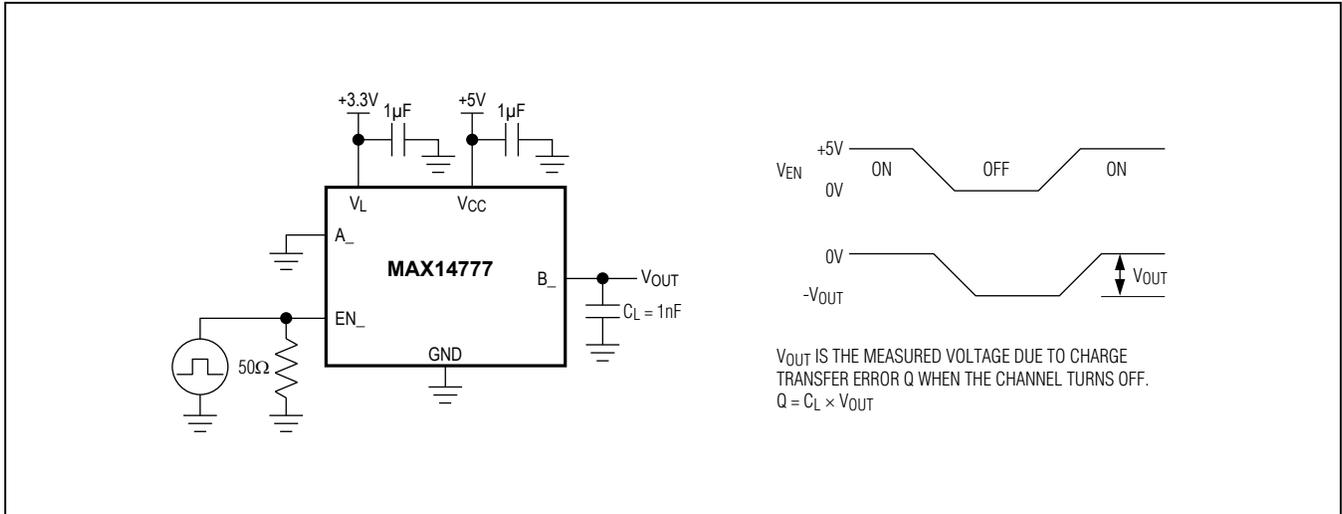 +3.3V
1µF
+5V
1µF
VL
VCC
A_
MAX14777
B_
VOUT
CL = 1nF
EN_
50Ω
GND
+5V
VEN
ON
OFF
ON
0V
0V
VOUT
-VOUT
VOUT IS THE MEASURED VOLTAGE DUE TO CHARGE
TRANSFER ERROR Q WHEN THE CHANNEL TURNS OFF.
Q = CL × VOUT